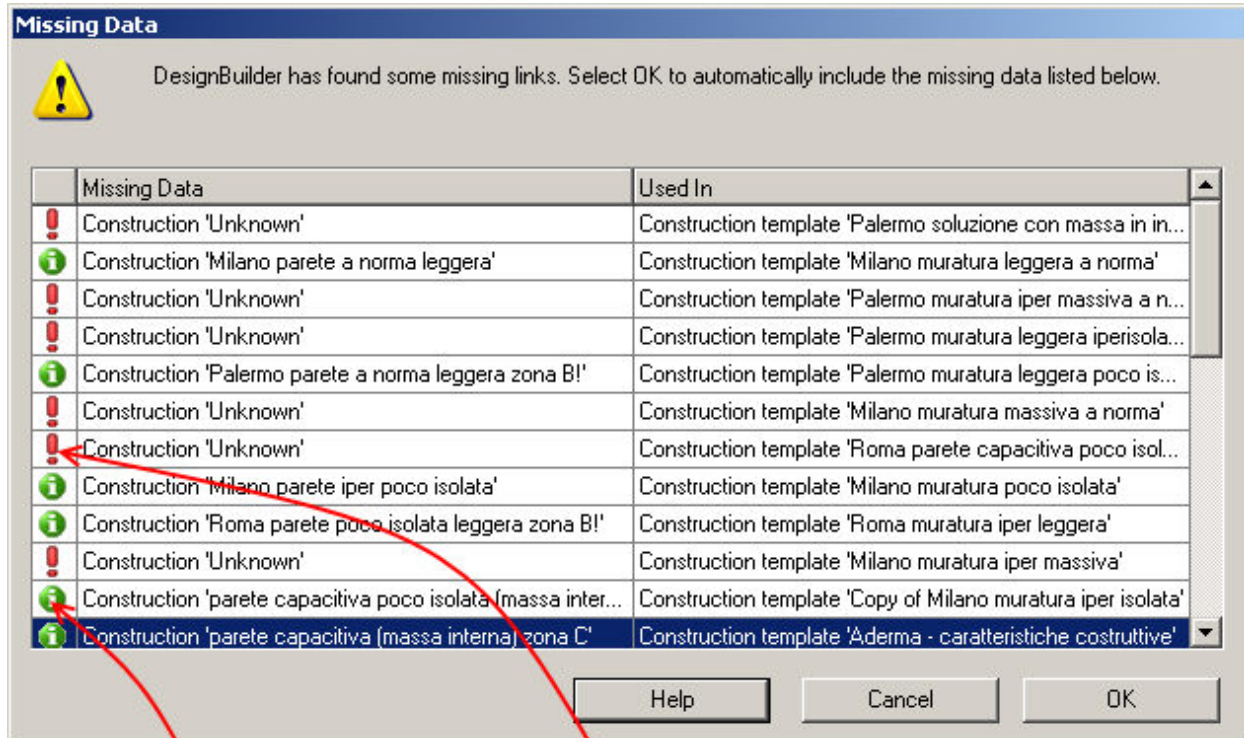 Missing Data
DesignBuilder has found some missing links. Select OK to automatically include the missing data listed below.
Missing Data Used In
Construction 'Unknown' Construction template 'Palermo soluzione con massa in in...
Construction 'Milano parete a norma leggera' Construction template 'Milano muratura leggera a norma'
Construction 'Unknown' Construction template 'Palermo muratura iper massiva a n...
Construction 'Unknown' Construction template 'Palermo muratura leggera iperisola...
Construction 'Palermo parete a norma leggera zona B!' Construction template 'Palermo muratura leggera poco is...
Construction 'Unknown' Construction template 'Milano muratura massiva a norma'
Construction 'Unknown' Construction template 'Roma parete capacitiva poco isol...
Construction 'Milano parete iper poco isolata' Construction template 'Milano muratura poco isolata'
Construction 'Roma parete poco isolata leggera zona B!' Construction template 'Roma muratura iper leggera'
Construction 'Unknown' Construction template 'Milano muratura iper massiva'
Construction 'parete capacitiva poco isolata (massa inter... Construction template 'Copy of Milano muratura iper isolata'
Construction 'parete capacitiva (massa interna) zona C' Construction template 'Aderma - caratteristiche costruttive'
Help Cancel OK